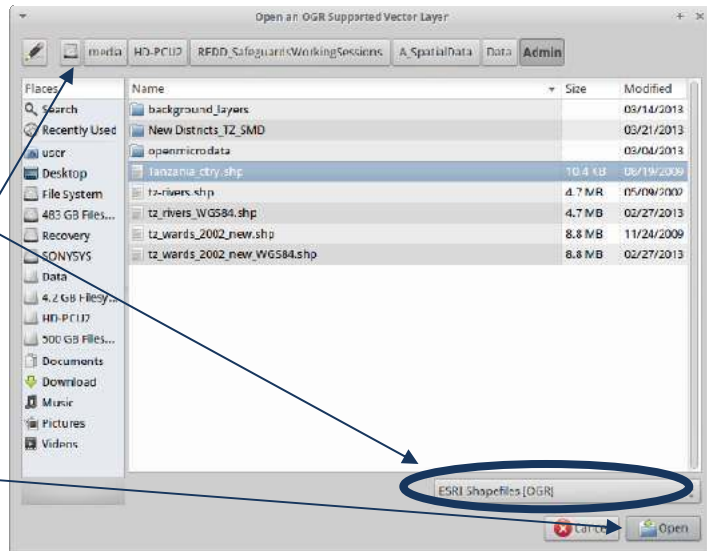 Open an OGR Supported Vector Layer
media HD-PCU2 REDD_SafeguardsWorkingSessions A_SpatialData Data Admin
Places
Search
Recently Used
user
Desktop
File System
483 GB Files...
Recovery
SONYSYS
Data
4.2 GB Filesy...
HD-PCU2
500 GB Files...
Documents
Download
Music
Pictures
Videos
Name Size Modified
background_layers 03/14/2013
New Districts_TZ_SMD 03/21/2013
openmicrodata 03/04/2013
Tanzania_ctry.shp 10.4 KB 08/19/2009
tz-rivers.shp 4.7 MB 05/09/2002
tz_rivers_WGS84.shp 4.7 MB 02/27/2013
tz_wards_2002_new.shp 8.8 MB 11/24/2009
tz_wards_2002_new_WGS84.shp 8.8 MB 02/27/2013
ESRI Shapefiles [OGR]
Cancel Open